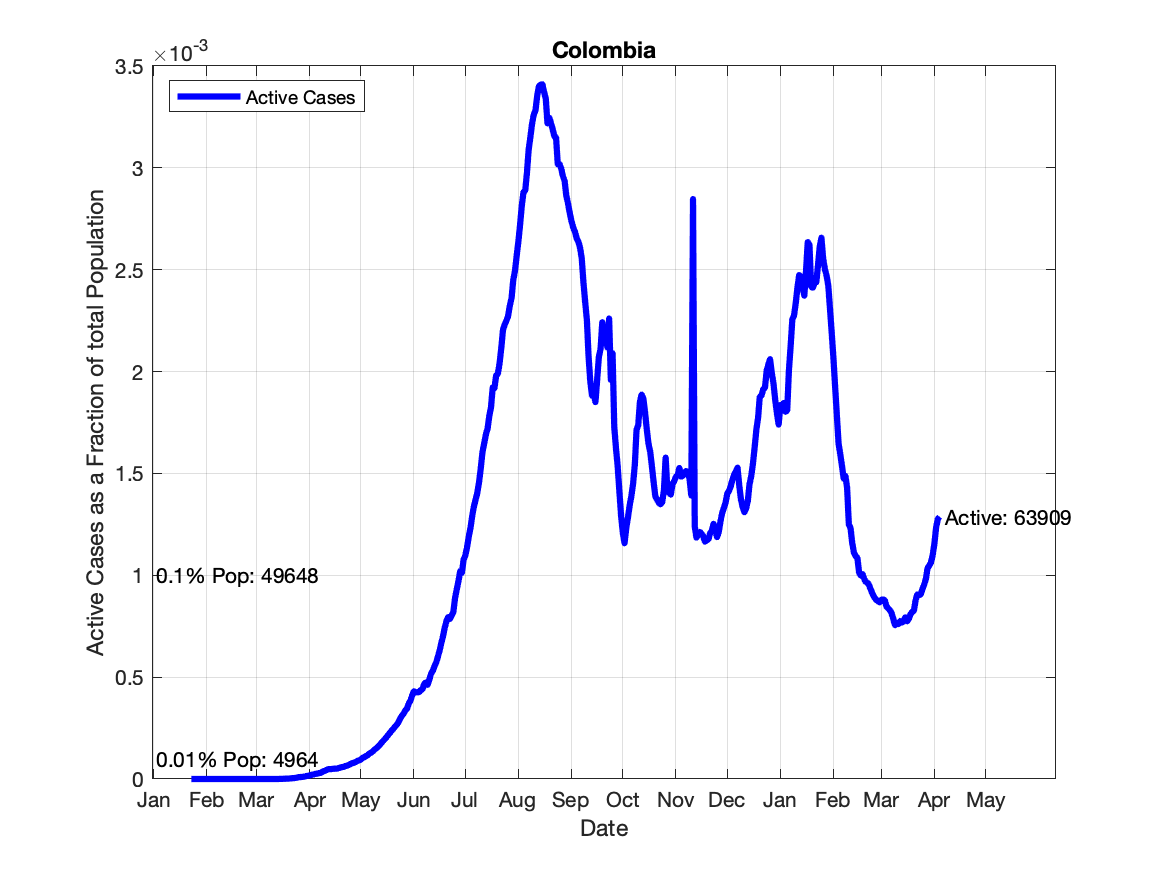 Colombia
×10-3
Active Cases
3.5
3
2.5
2
1.5
1
0.5
0
Active Cases as a Fraction of total Population
0.1% Pop: 49648
0.01% Pop: 4964
Active: 63909
Jan Feb Mar Apr May Jun Jul Aug Sep Oct Nov Dec Jan Feb Mar Apr May
Date